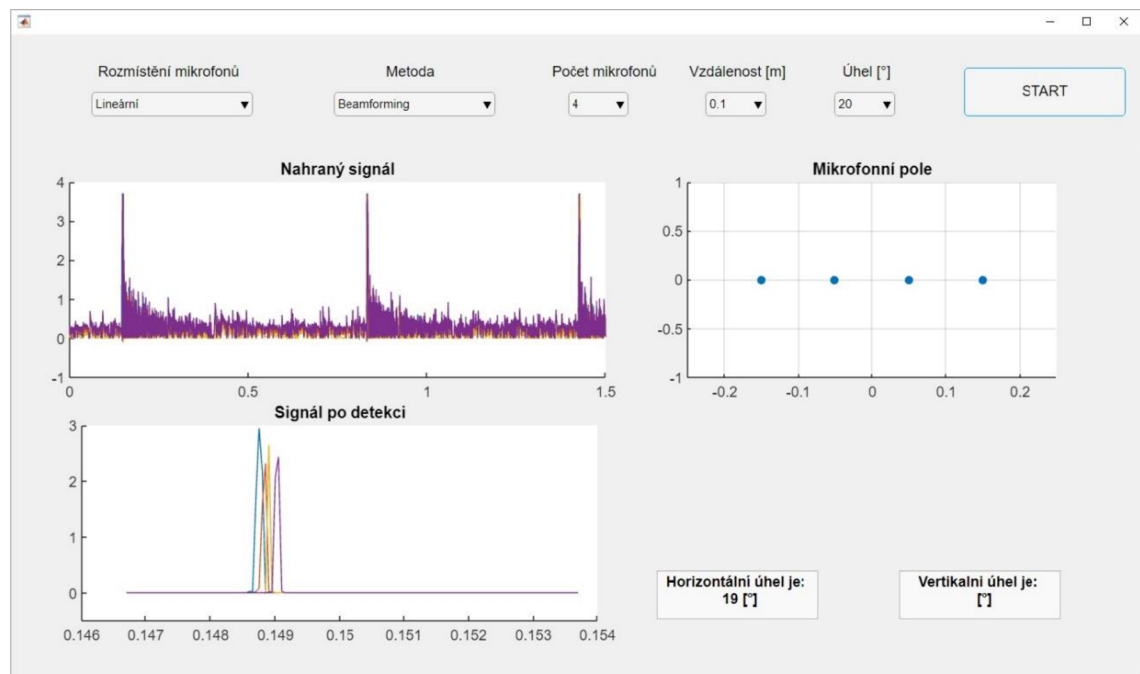 Rozmístění mikrofonů
Metoda
Počet mikrofonů
Vzdálenost [m]
Úhel [°]
Lineární
Beamforming
4
0.1
20
START
Nahraný signál
4
3
2
1
0
-1
0
0.5
1
1.5
Mikrofonní pole
1
0.5
0
-0.5
-1
-0.2
-0.1
0
0.1
0.2
Signál po detekci
3
2
1
0
0.146
0.147
0.148
0.149
0.15
0.151
0.152
0.153
0.154
Horizontální úhel je:
19 [°]
Vertikalni úhel je:
[°]